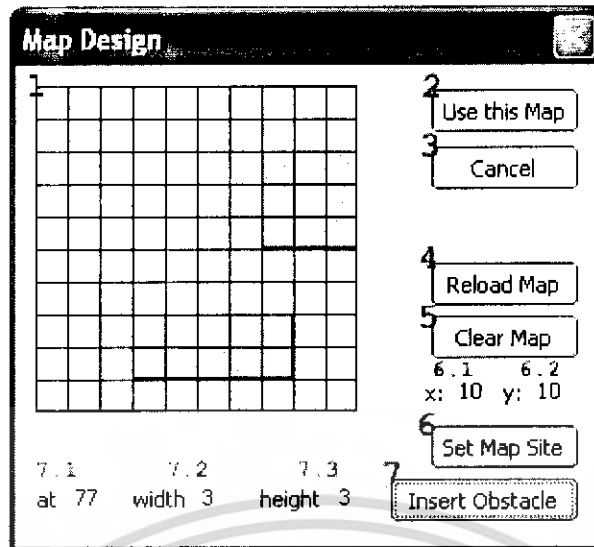 Map Design
1
2
Use this Map
3
Cancel
4
Reload Map
5
Clear Map
6.1 6.2
x: 10 y: 10
6
Set Map Site
7.1 7.2 7.3 7
at 77 width 3 height 3 Insert Obstacle